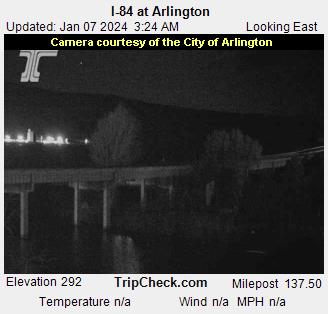 I-84 at Arlington
Updated: Jan 07 2024 3:24 AM Looking East
Camera courtesy of the City of Arlington
Elevation 292 TripCheck.com Milepost 137.50
Temperature n/a Wind n/a MPH n/a